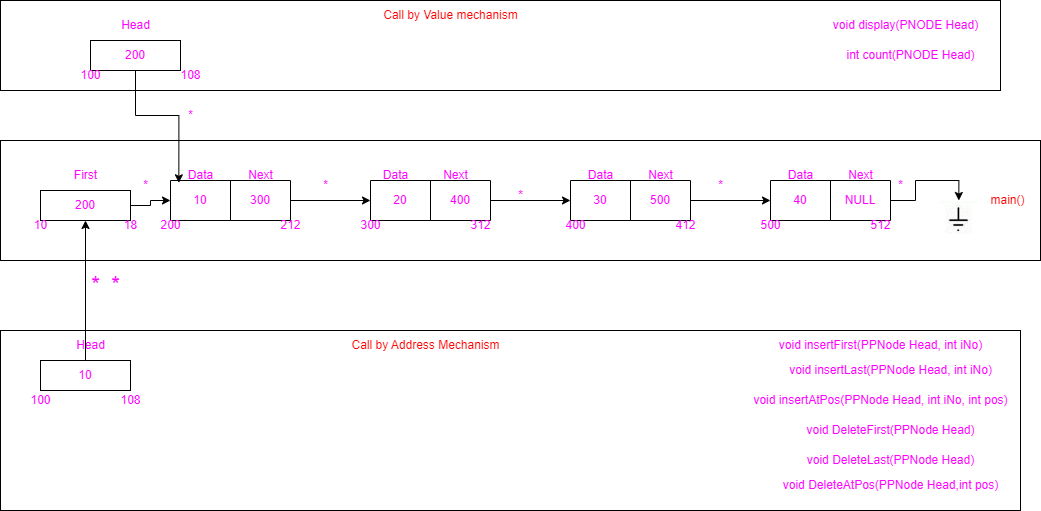 Call by Value mechanism
Head
void display(PNODE Head)
200
int count(PNODE Head)
100 108
*
First
Data Next
Data Next
Data Next
Data Next
* * * * *
200
10 300
20 400
30 500
40 NULL
main()
10 18 200 212 300 312 400 412 500 512
* *
Head
Call by Address Mechanism
void insertFirst(PPNode Head, int iNo)
10
void insertLast(PPNode Head, int iNo)
100 108
void insertAtPos(PPNode Head, int iNo, int pos)
void DeleteFirst(PPNode Head)
void DeleteLast(PPNode Head)
void DeleteAtPos(PPNode Head,int pos)